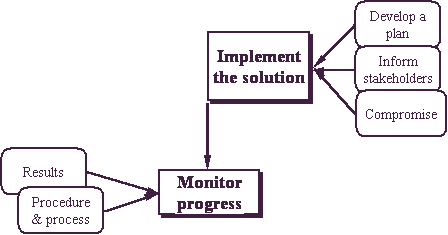 Develop a
plan
Implement
the solution
Inform
stakeholders
Compromise
Results
Procedure
& process
Monitor
progress